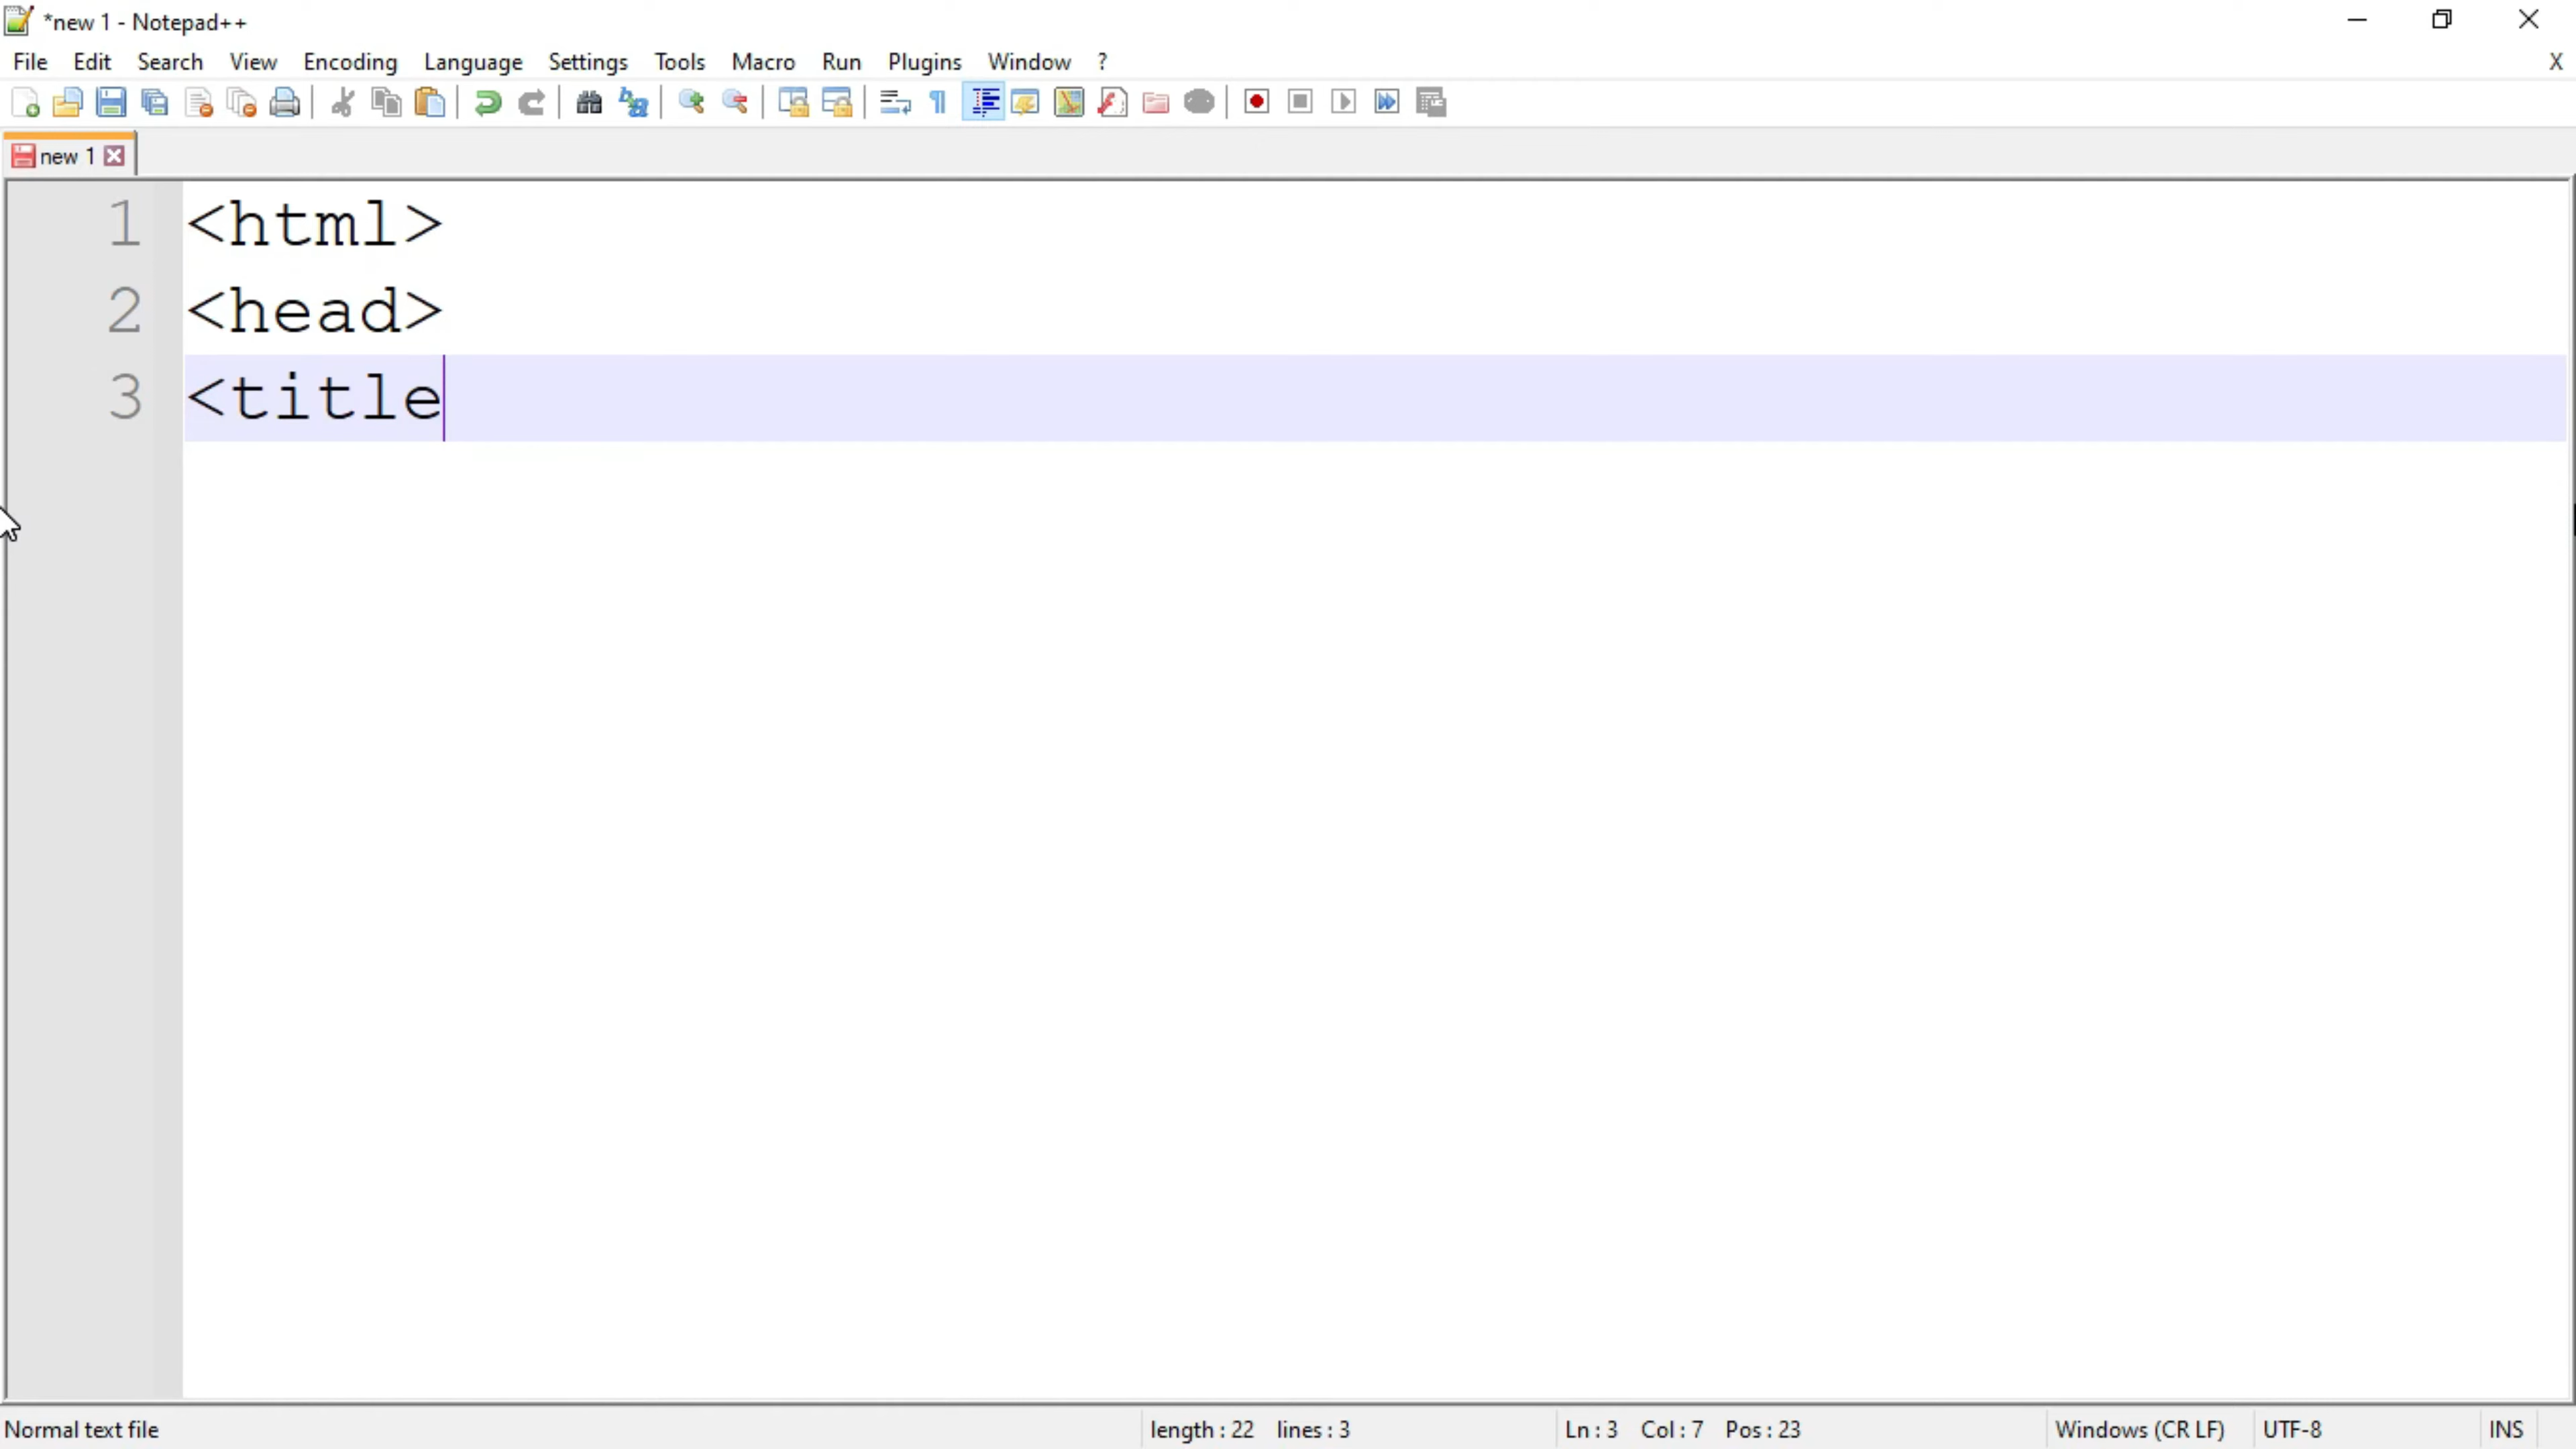 *new 1 - Notepad++
File Edit Search View Encoding Language Settings Tools Macro Run Plugins Window ? X
new 1
1 <html>
2 <head>
3 <title
Normal text file length : 22 lines : 3 Ln : 3 Col : 7 Pos : 23 Windows (CR LF) UTF-8 INS